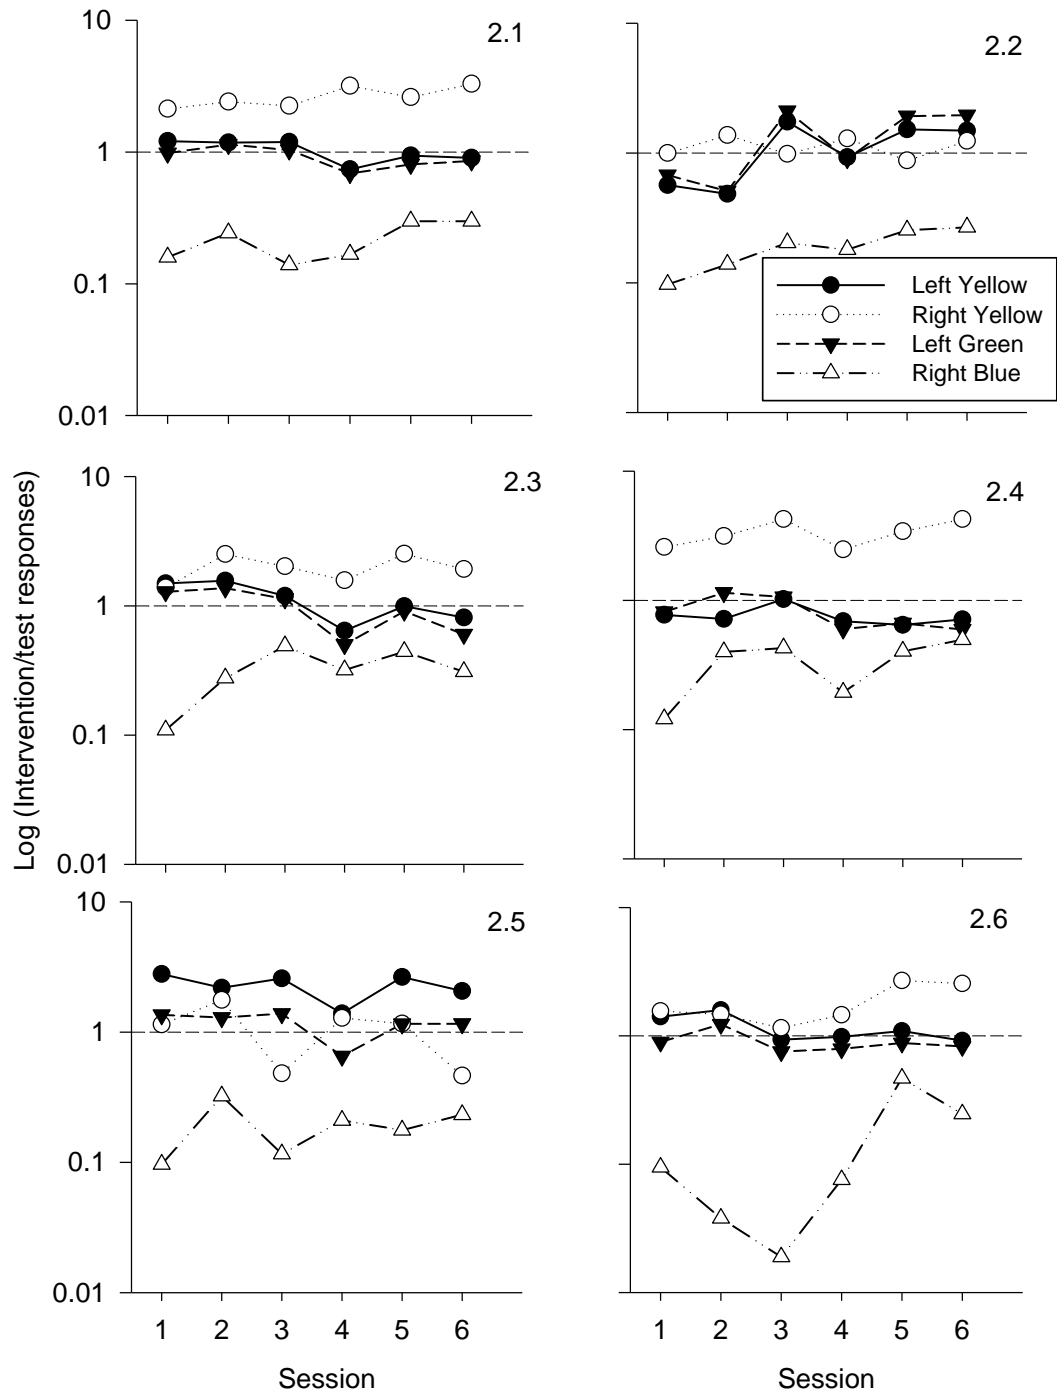 10
1
0.1
0.01
2.1
2.2
Left Yellow
Right Yellow
Left Green
Right Blue
Log (Intervention/test responses)
10
1
0.1
0.01
2.3
2.4
10
1
0.1
0.01
2.5
2.6
1 2 3 4 5 6
1 2 3 4 5 6
Session
Session